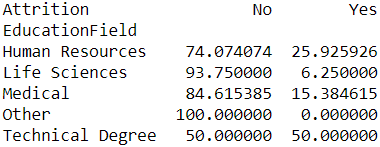 Attrition No Yes
EducationField
Human Resources 74.074074 25.925926
Life Sciences 93.750000 6.250000
Medical 84.615385 15.384615
Other 100.000000 0.000000
Technical Degree 50.000000 50.000000